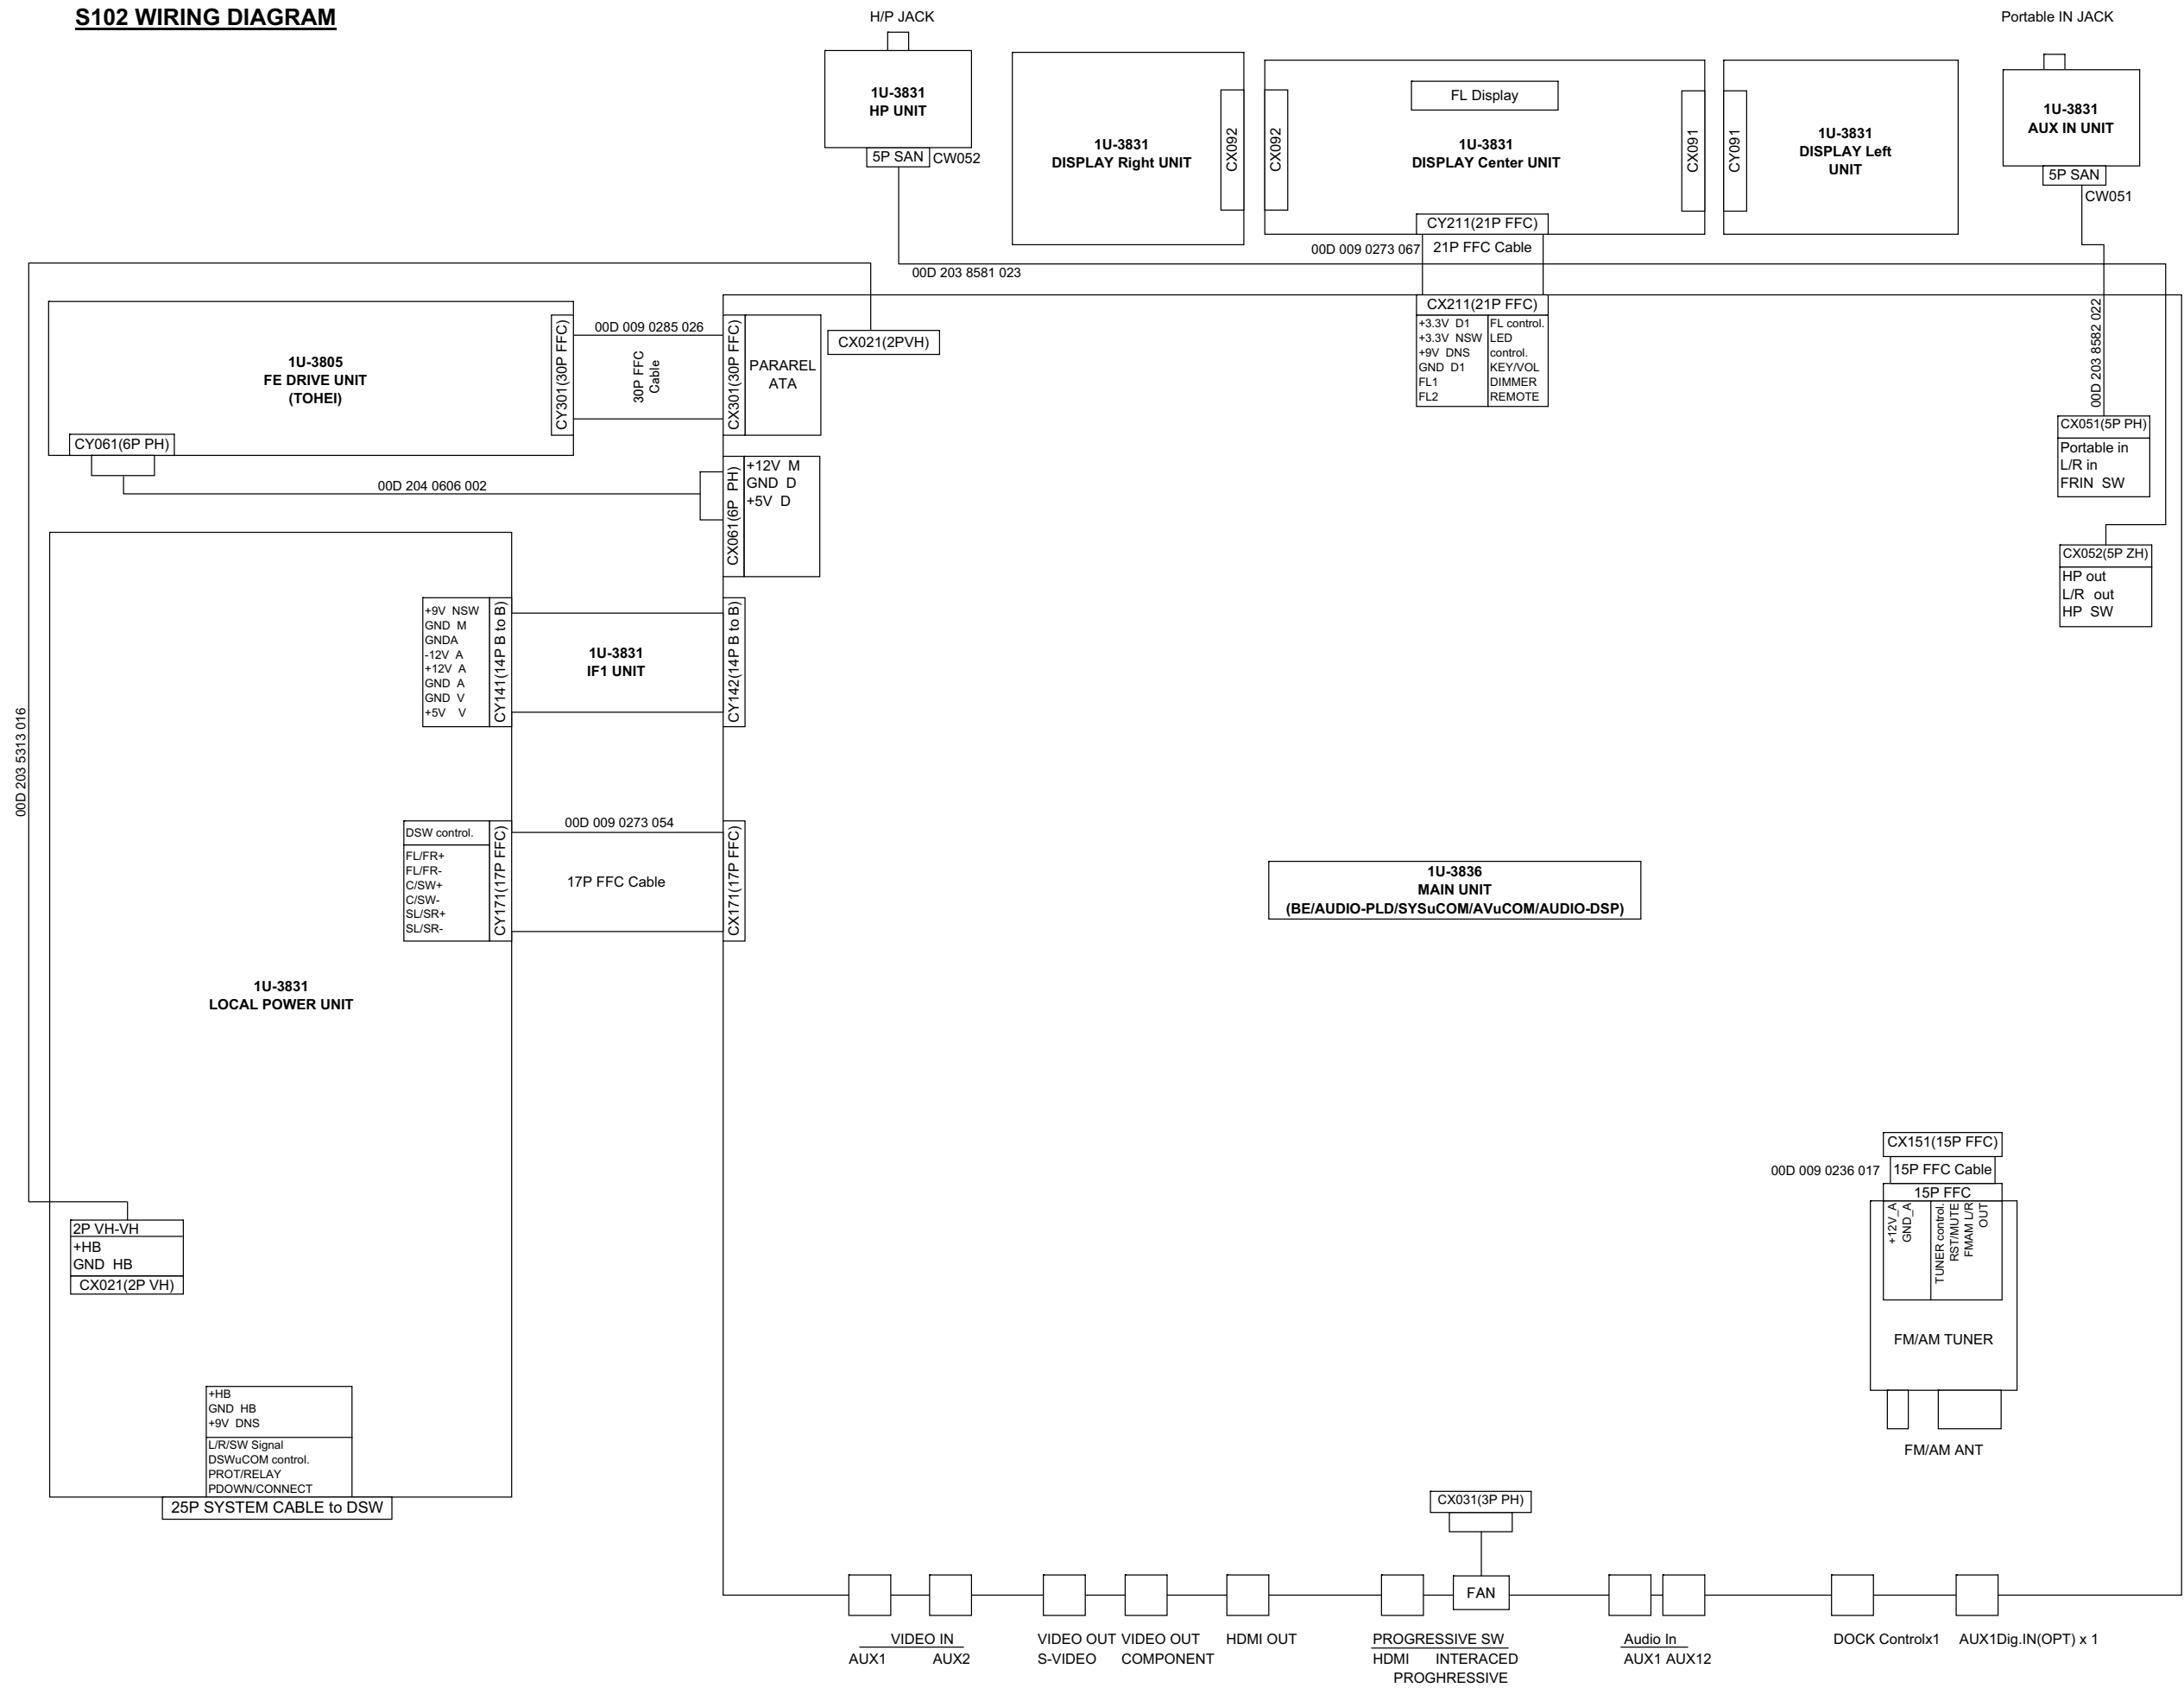 S102 WIRING DIAGRAM
H/P JACK
Portable IN JACK
1U-3831
HP UNIT
5P SAN
CW052
1U-3831
DISPLAY Right UNIT
CX092
CX092
FL Display
1U-3831
DISPLAY Center UNIT
CX091
CY091
1U-3831
DISPLAY Left
UNIT
1U-3831
AUX IN UNIT
5P SAN
CW051
CY211(21P FFC)
00D 009 0273 067
21P FFC Cable
00D 203 8581 023
CX211(21P FFC)
+3.3V D1
+3.3V NSW
+9V DNS
GND D1
FL1
FL2
FL control.
LED
control.
KEY/VOL
DIMMER
REMOTE
00D 203 8582 022
1U-3805
FE DRIVE UNIT
(TOHEI)
CY301(30P FFC)
00D 009 0285 026
30P FFC
Cable
CX301(30P FFC)
PARAREL
ATA
CX021(2PVH)
CY061(6P PH)
00D 204 0606 002
CX061(6P PH)
+12V M
GND D
+5V D
CX051(5P PH)
Portable in
L/R in
FRIN SW
CX052(5P ZH)
HP out
L/R out
HP SW
+9V NSW
GND M
GNDA
-12V A
+12V A
GND A
GND V
+5V V
CY141(14P B to B)
1U-3831
IF1 UNIT
CY142(14P B to B)
00D 203 5313 016
DSW control.
FL/FR+
FL/FR-
C/SW+
C/SW-
SL/SR+
SL/SR-
CY171(17P FFC)
00D 009 0273 054
17P FFC Cable
CX171(17P FFC)
1U-3836
MAIN UNIT
(BE/AUDIO-PLD/SYSuCOM/AVuCOM/AUDIO-DSP)
1U-3831
LOCAL POWER UNIT
CX151(15P FFC)
00D 009 0236 017
15P FFC Cable
15P FFC
+12V_A
GND_A
TUNER control.
RST/MUTE
FMAM L/R
OUT
FM/AM TUNER
FM/AM ANT
2P VH-VH
+HB
GND HB
CX021(2P VH)
+HB
GND HB
+9V DNS
L/R/SW Signal
DSWuCOM control.
PROT/RELAY
PDOWN/CONNECT
25P SYSTEM CABLE to DSW
CX031(3P PH)
FAN
VIDEO IN
AUX1 AUX2
VIDEO OUT
S-VIDEO
VIDEO OUT
COMPONENT
HDMI OUT
PROGRESSIVE SW
HDMI INTERACED
PROGHRESSIVE
Audio In
AUX1 AUX12
DOCK Controlx1
AUX1Dig.IN(OPT) x 1